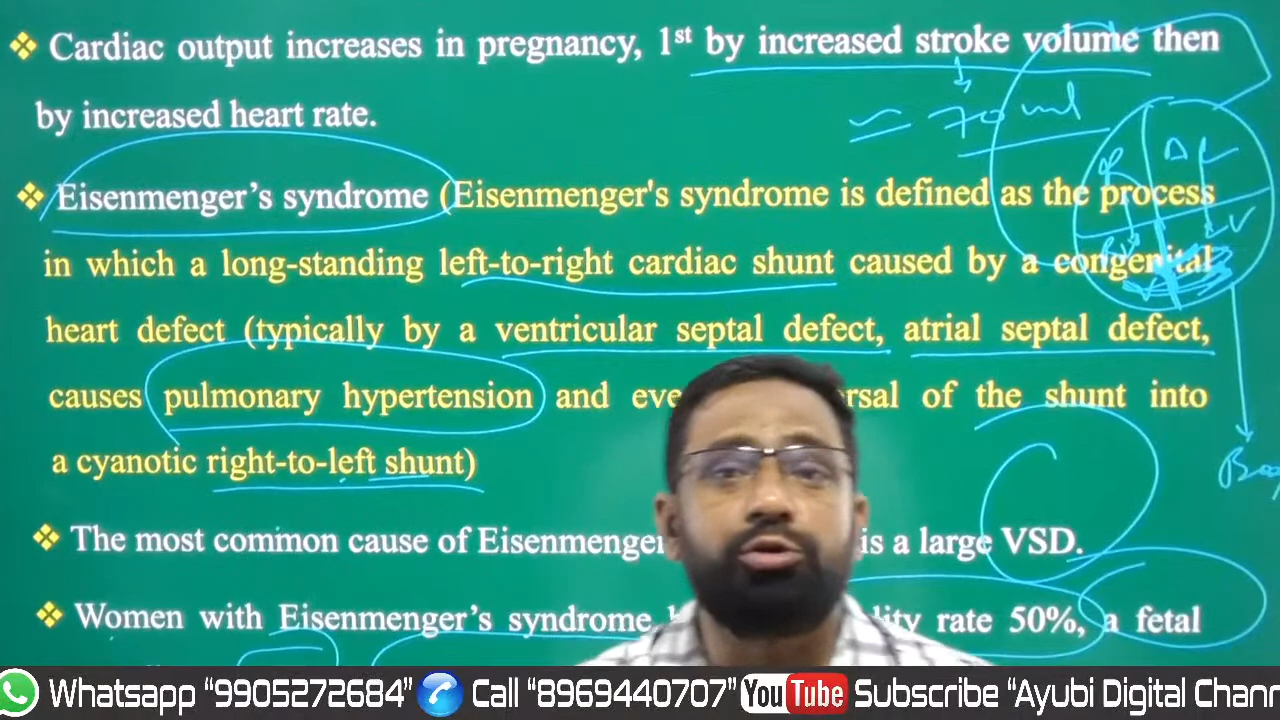 ❖ Cardiac output increases in pregnancy, 1st by increased stroke volume then
by increased heart rate.
≈ 70 ml
❖ Eisenmenger’s syndrome (Eisenmenger's syndrome is defined as the process
in which a long-standing left-to-right cardiac shunt caused by a congenital
heart defect (typically by a ventricular septal defect, atrial septal defect,
causes pulmonary hypertension and of the shunt into
a cyanotic right-to-left shunt)
❖ The most common cause of Eisenmenger is a large VSD.
❖ Women with Eisenmenger’s syndrome rate 50%, a fetal
Whatsapp “9905272684” Call “8969440707” YouTube Subscribe “Ayubi Digital